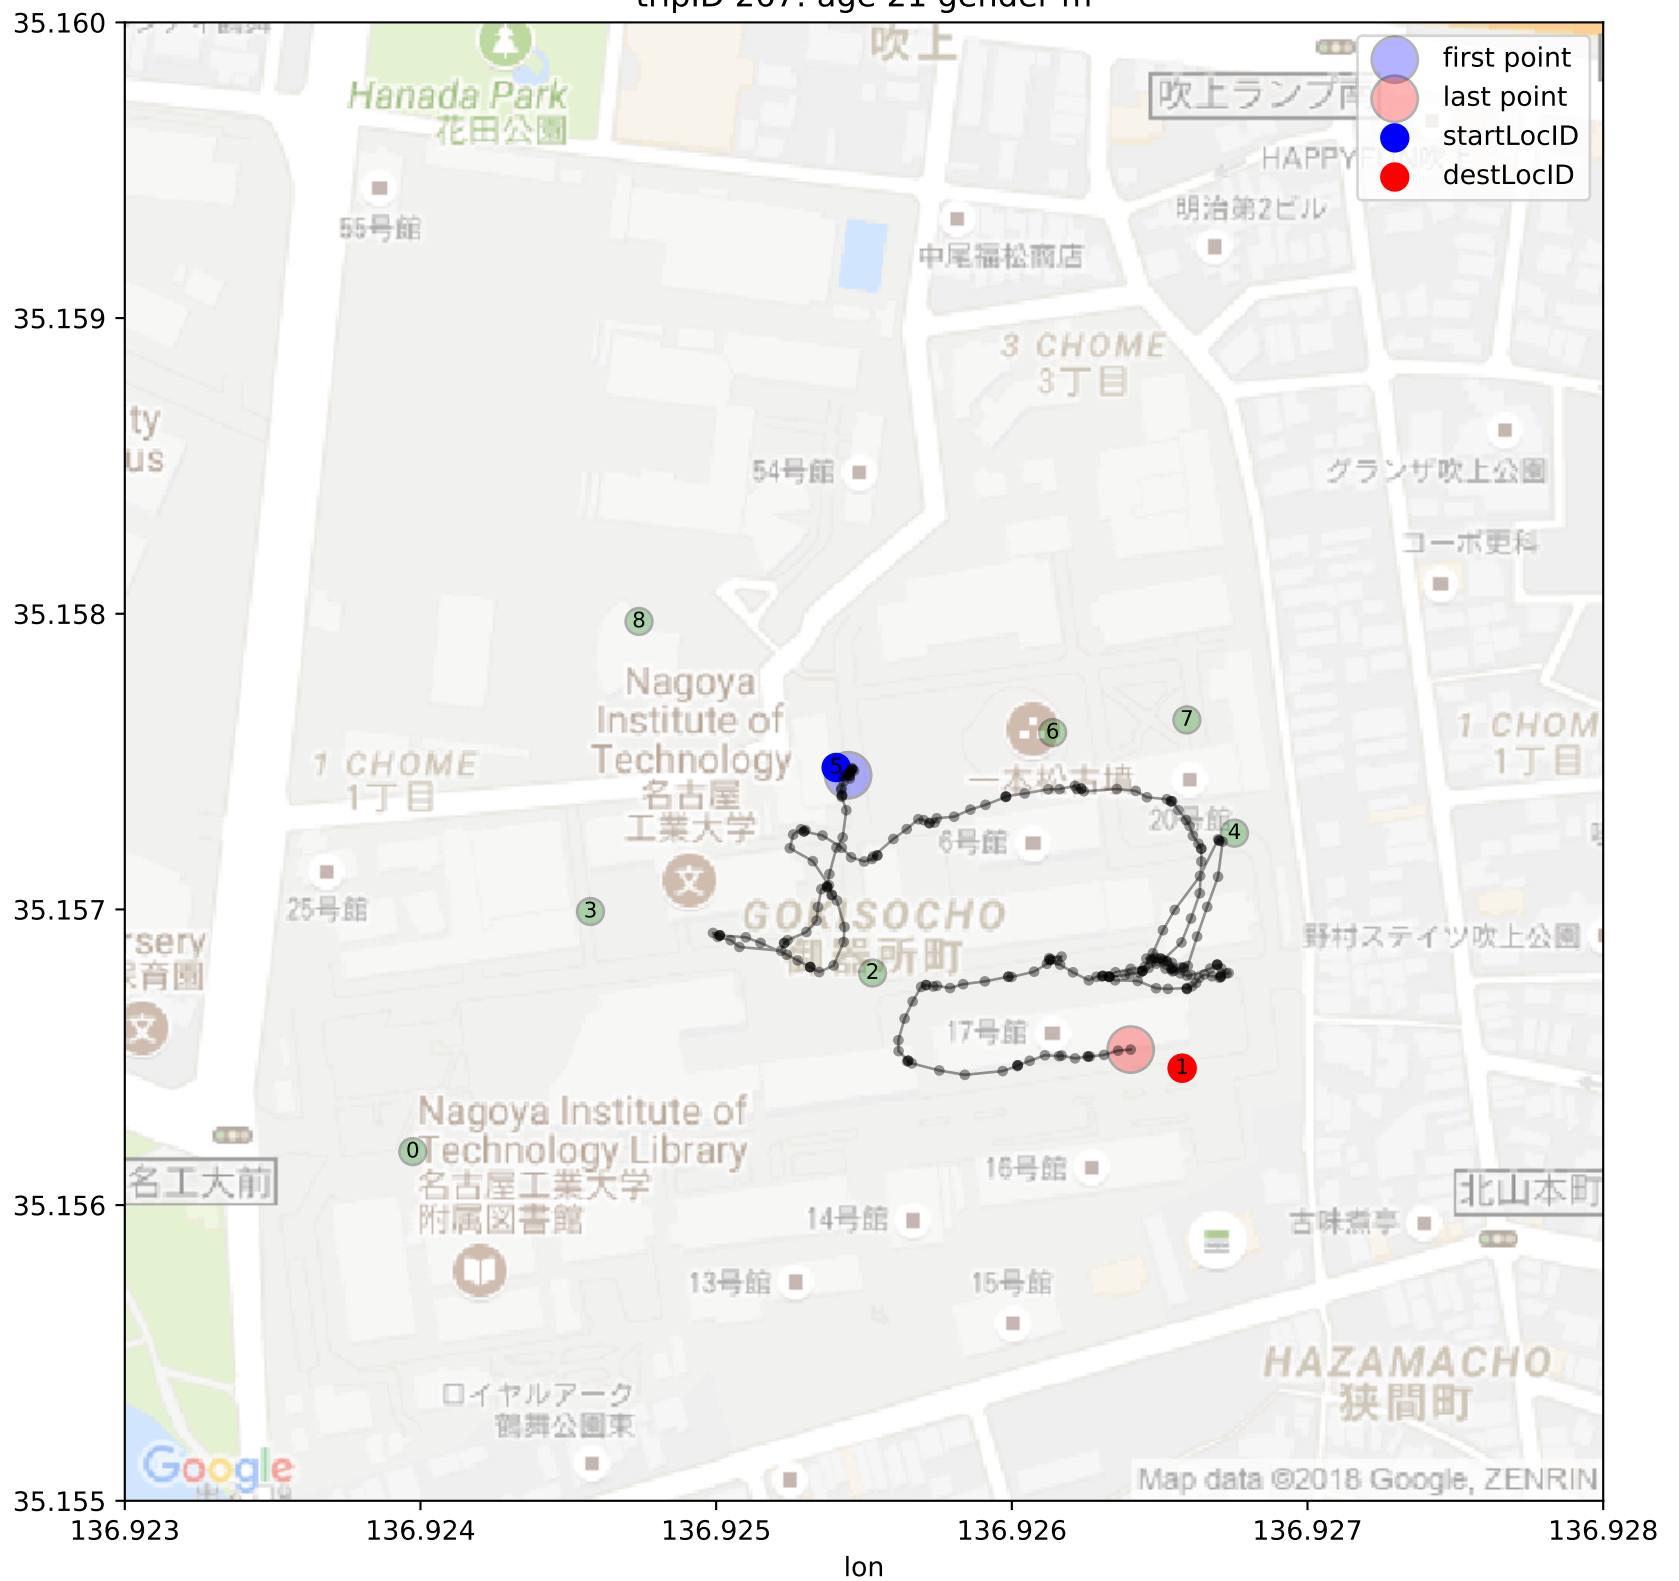 35.160
first point
last point
startLocID
destLocID
吹上
吹上ランプ南
Hanada Park
花田公園
HAPPY
明治第2ビル
55号館
中尾福松商店
35.159
3 CHOME
3丁目
ty
us
54号館
グランザ吹上公園
コーポ更科
35.158
8
Nagoya
Institute of
Technology
名古屋
工業大学
6
7
1 CHOM
1丁目
1 CHOME
1丁目
5
一本松古墳
20号館
4
6号館
35.157
25号館
3
GOKISOCHO
御器所町
rsery
保育園
野村ステイツ吹上公園
2
17号館
1
Nagoya Institute of
Technology Library
名古屋工業大学
附属図書館
0
名工大前
16号館
北山本町
35.156
14号館
古味煮亭
13号館
15号館
HAZAMACHO
狭間町
ロイヤルアーク
鶴舞公園東
Google
Map data ©2018 Google, ZENRIN
35.155
136.923
136.924
136.925
136.926
136.927
136.928
lon